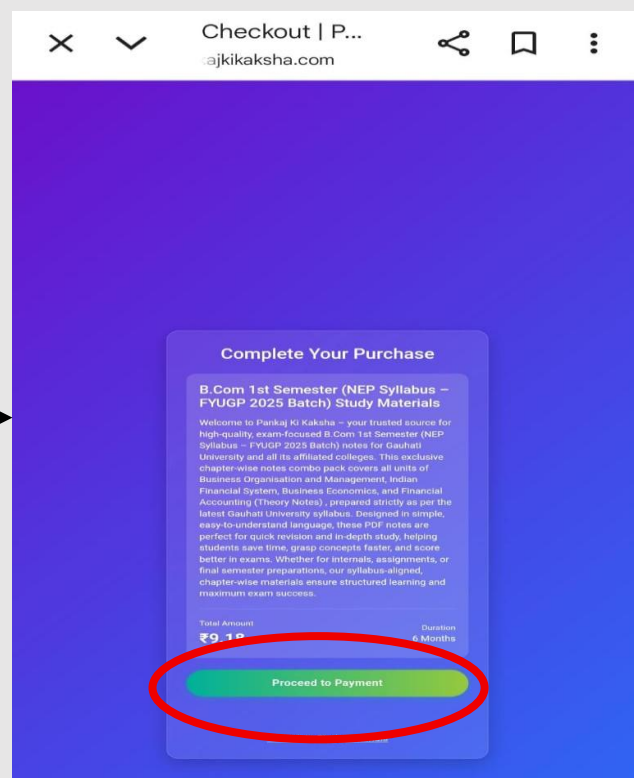 Checkout | P...
ajkikaksha.com
Complete Your Purchase
B.Com 1st Semester (NEP Syllabus –
FYUGP 2025 Batch) Study Materials
Welcome to Pankaj Ki Kaksha – your trusted source for
high-quality, exam-focused B.Com 1st Semester (NEP
Syllabus – FYUGP 2025 Batch) notes for Gauhati
University and all its affiliated colleges. This exclusive
chapter-wise notes combo pack covers all units of
Business Organisation and Management, Indian
Financial System, Business Economics, and Financial
Accounting (Theory Notes) , prepared strictly as per the
latest Gauhati University syllabus. Designed in simple,
easy-to-understand language, these PDF notes are
perfect for quick revision and in-depth study, helping
students save time, grasp concepts faster, and score
better in exams. Whether for internals, assignments, or
final semester preparations, our syllabus-aligned,
chapter-wise materials ensure structured learning and
maximum exam success.
Total Amount
₹9.18
Duration
6 Months
Proceed to Payment